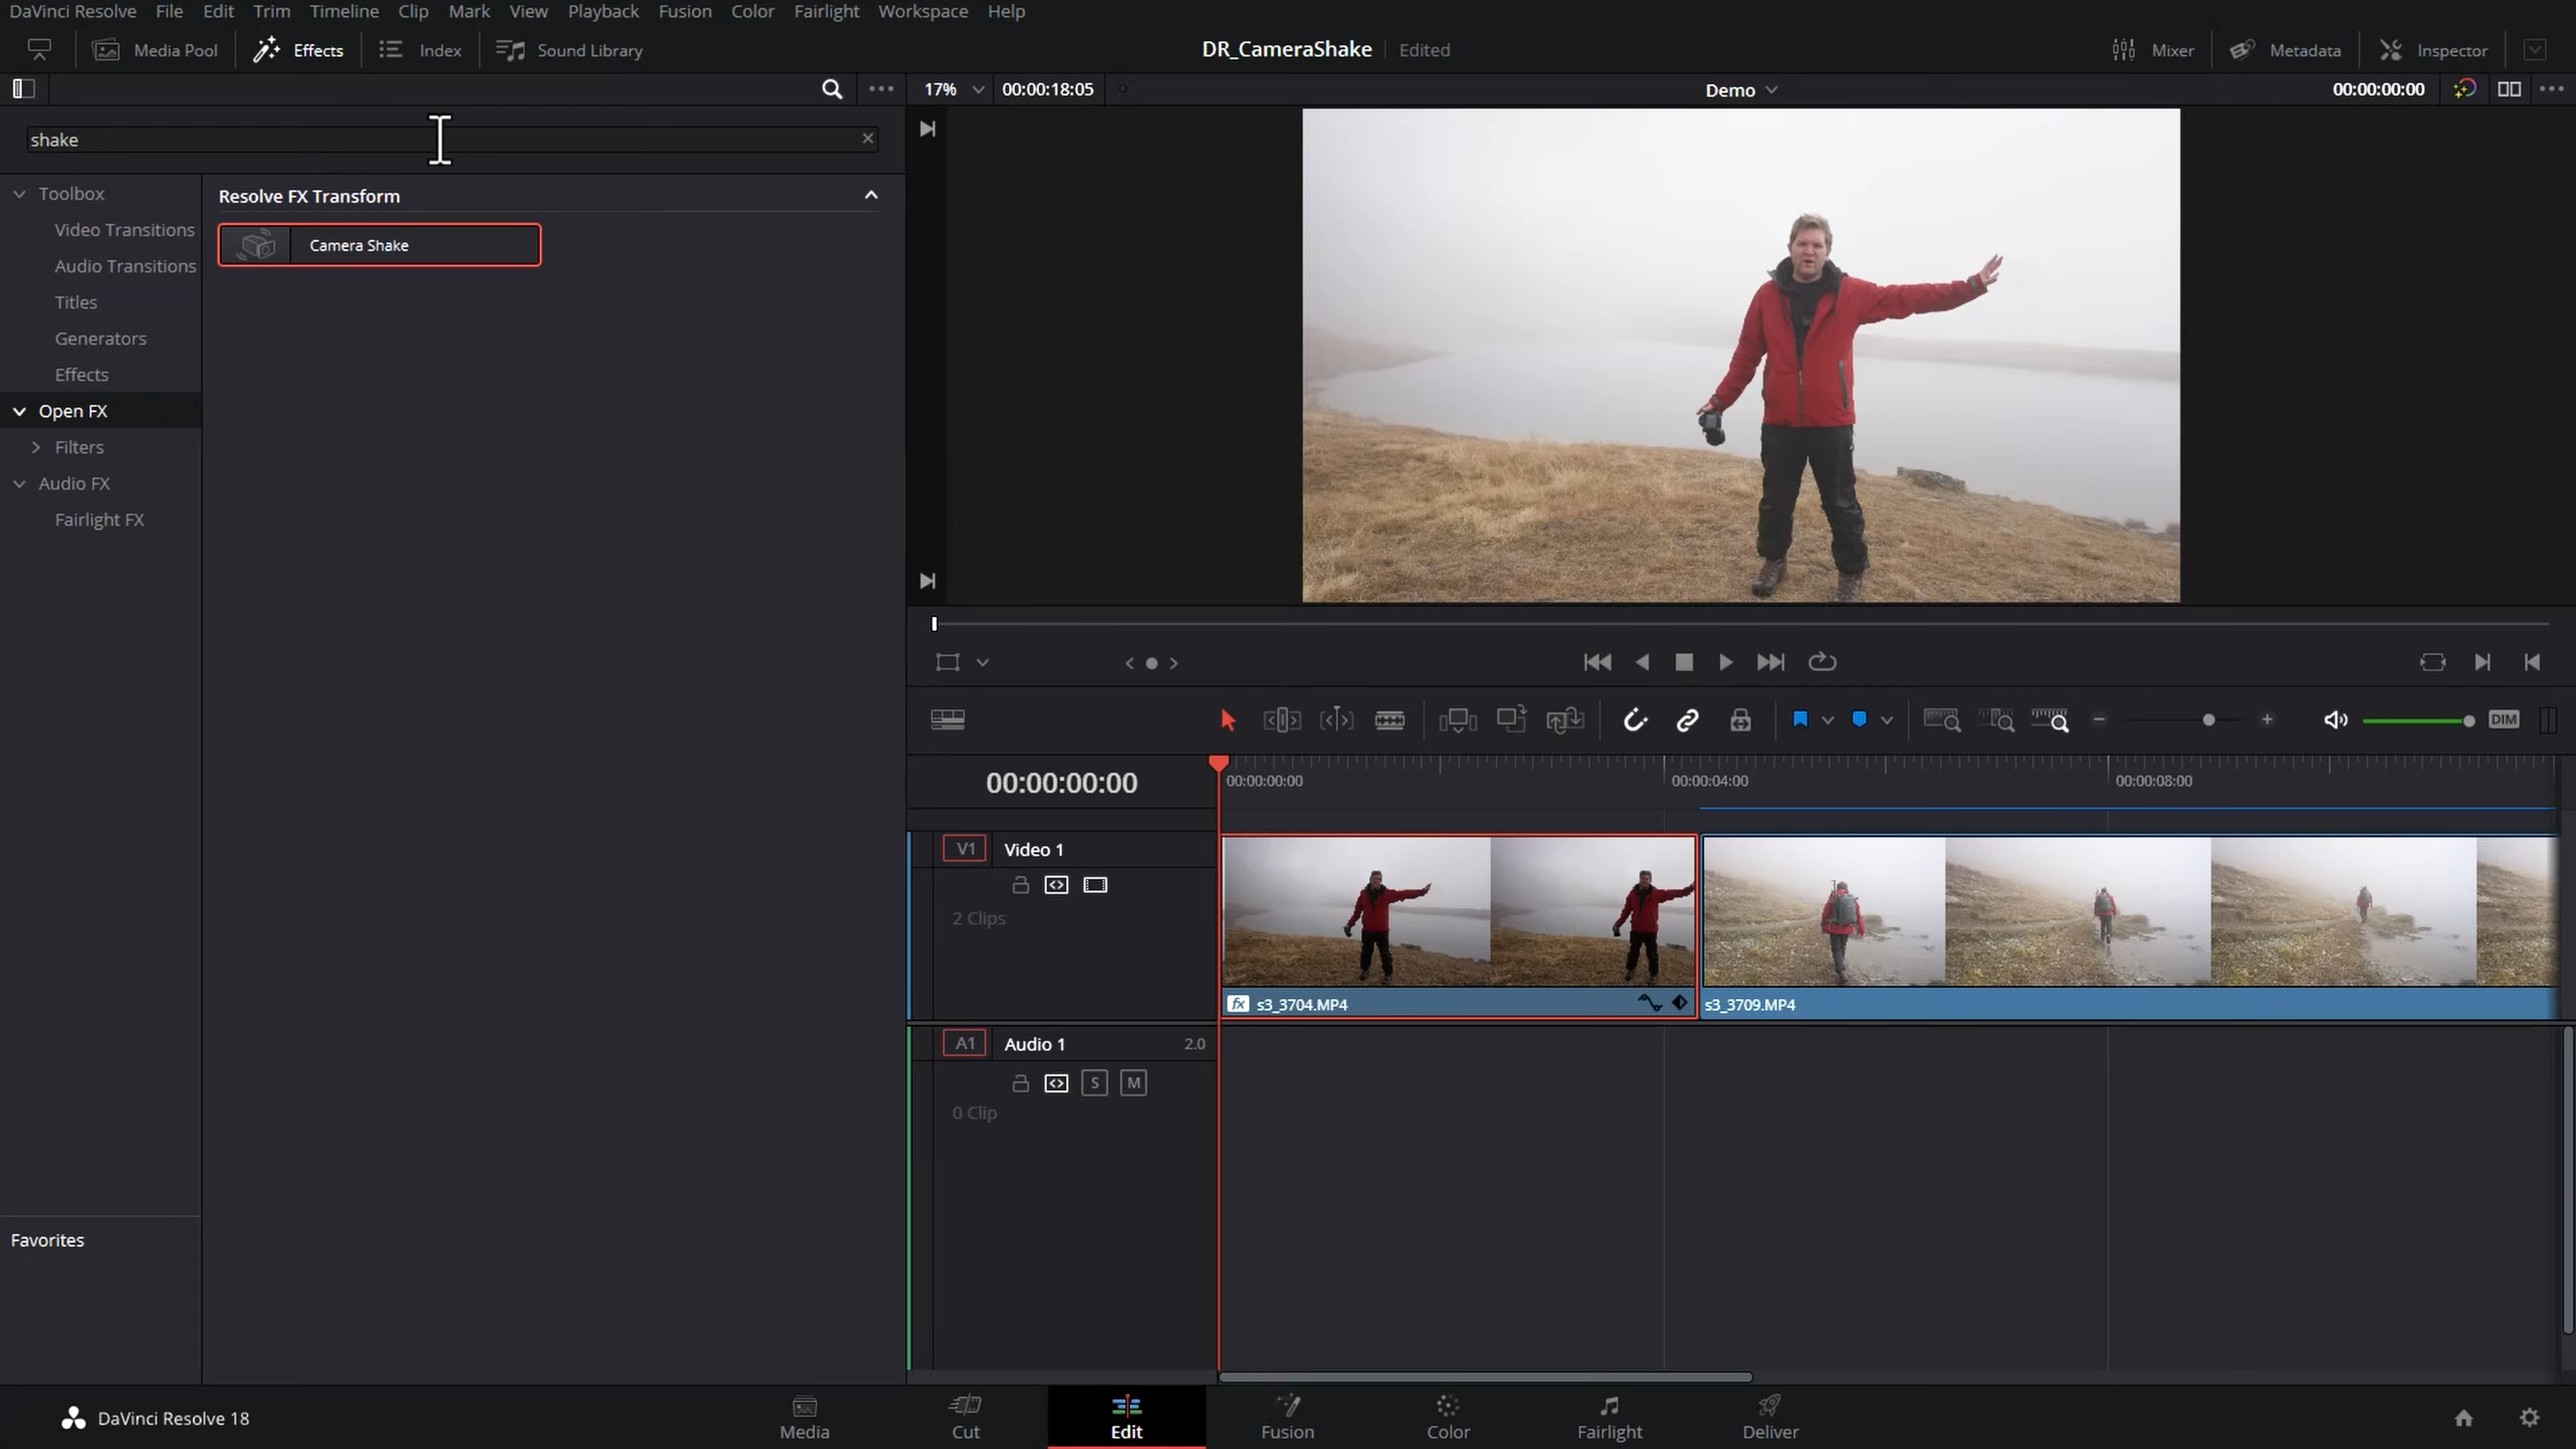 DaVinci Resolve File Edit Trim Timeline Clip Mark View Playback Fusion Color Fairlight Workspace Help
Media Pool Effects Index Sound Library DR_CameraShake Edited Mixer Metadata Inspector
17% 00:00:18:05 Demo 00:00:00:00
shake
Toolbox
Video Transitions
Audio Transitions
Titles
Generators
Effects
Open FX
Filters
Audio FX
Fairlight FX
Favorites
Resolve FX Transform
Camera Shake
DIM
00:00:00:00 00:00:00:00 00:00:04:00 00:00:08:00
V1 Video 1
2 Clips
fx s3_3704.MP4 s3_3709.MP4
A1 Audio 1 2.0
S M
0 Clip
DaVinci Resolve 18 Media Cut Edit Fusion Color Fairlight Deliver